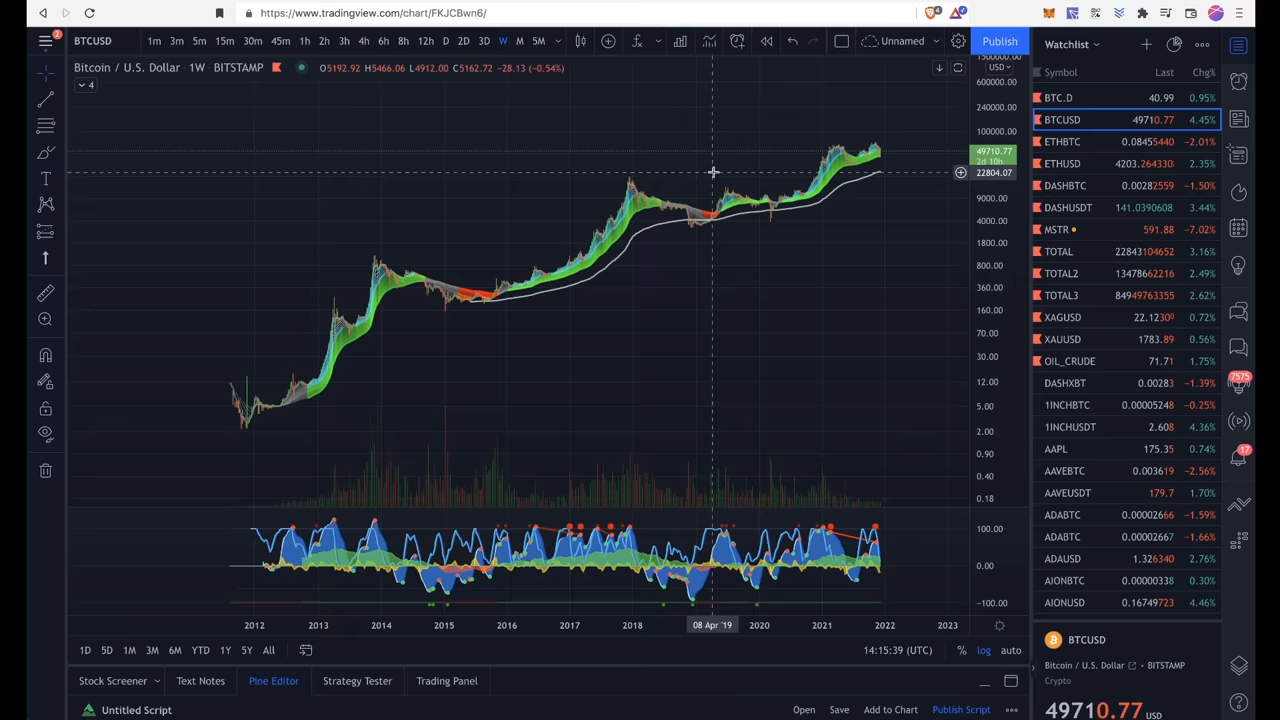 https://www.tradingview.com/chart/FKJCBwn6/
4
2
BTCUSD 1m 3m 5m 15m 30m 45m 1h 2h 3h 4h 6h 8h 12h D 2D 3D W M 5M Unnamed Publish
Bitcoin / U.S. Dollar · 1W · BITSTAMP O5192.92 H5466.06 L4912.00 C5162.72 −28.13 (−0.54%)
4
USD
600000.00
240000.00
100000.00
49710.77
2d 10h
22804.07
9000.00
4000.00
1800.00
800.00
360.00
160.00
70.00
30.00
12.00
5.00
2.00
0.90
0.40
0.18
100.00
0.00
−100.00
2012 2013 2014 2015 2016 2017 2018 08 Apr '19 2020 2021 2022 2023
1D 5D 1M 3M 6M YTD 1Y 5Y All 14:15:39 (UTC) % log auto
Stock Screener Text Notes Pine Editor Strategy Tester Trading Panel
Untitled Script Open Save Add to Chart Publish Script
Watchlist
Symbol Last Chg%
BTC.D 40.99 0.95%
BTCUSD 49710.77 4.45%
ETHBTC 0.08455440 −2.01%
ETHUSD 4203.264330 2.35%
DASHBTC 0.00282559 −1.50%
DASHUSDT 141.0390608 3.44%
MSTR 591.88 −7.02%
TOTAL 22843104652 3.16%
TOTAL2 13478662216 2.49%
TOTAL3 84949763355 2.62%
XAGUSD 22.1230 0.72%
XAUUSD 1783.89 0.56%
OIL_CRUDE 71.71 1.75%
DASHXBT 0.00283 −1.39%
1INCHBTC 0.00005248 −0.25%
1INCHUSDT 2.608 4.36%
AAPL 175.35 0.74%
AAVEBTC 0.003619 −2.56%
AAVEUSDT 179.7 1.70%
ADABTC 0.00002666 −1.59%
ADABTC 0.00002667 −1.66%
ADAUSD 1.326340 2.76%
AIONBTC 0.00000338 0.30%
AIONUSD 0.16749723 4.46%
7575
17
BTCUSD
Bitcoin / U.S. Dollar BITSTAMP
Crypto
49710.77 USD